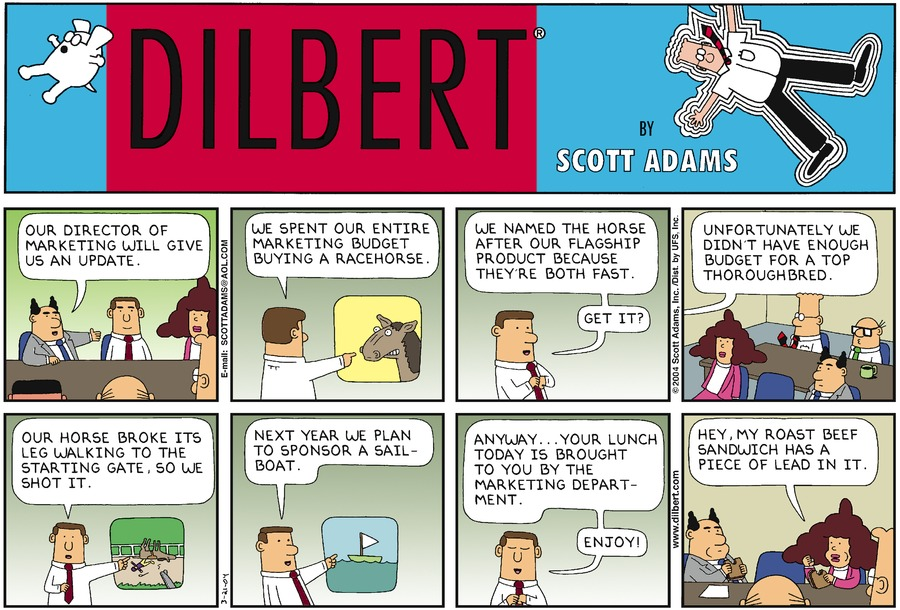 DILBERT®
BY
SCOTT ADAMS
OUR DIRECTOR OF
MARKETING WILL GIVE
US AN UPDATE.
E-mail: SCOTTADAMS@AOL.COM
WE SPENT OUR ENTIRE
MARKETING BUDGET
BUYING A RACEHORSE.
WE NAMED THE HORSE
AFTER OUR FLAGSHIP
PRODUCT BECAUSE
THEY'RE BOTH FAST.
GET IT?
© 2004 Scott Adams, Inc./Dist. by UFS, Inc.
UNFORTUNATELY WE
DIDN'T HAVE ENOUGH
BUDGET FOR A TOP
THOROUGHBRED.
OUR HORSE BROKE ITS
LEG WALKING TO THE
STARTING GATE, SO WE
SHOT IT.
3-21-04
NEXT YEAR WE PLAN
TO SPONSOR A SAIL-
BOAT.
ANYWAY...YOUR LUNCH
TODAY IS BROUGHT
TO YOU BY THE
MARKETING DEPART-
MENT.
ENJOY!
www.dilbert.com
HEY, MY ROAST BEEF
SANDWICH HAS A
PIECE OF LEAD IN IT.